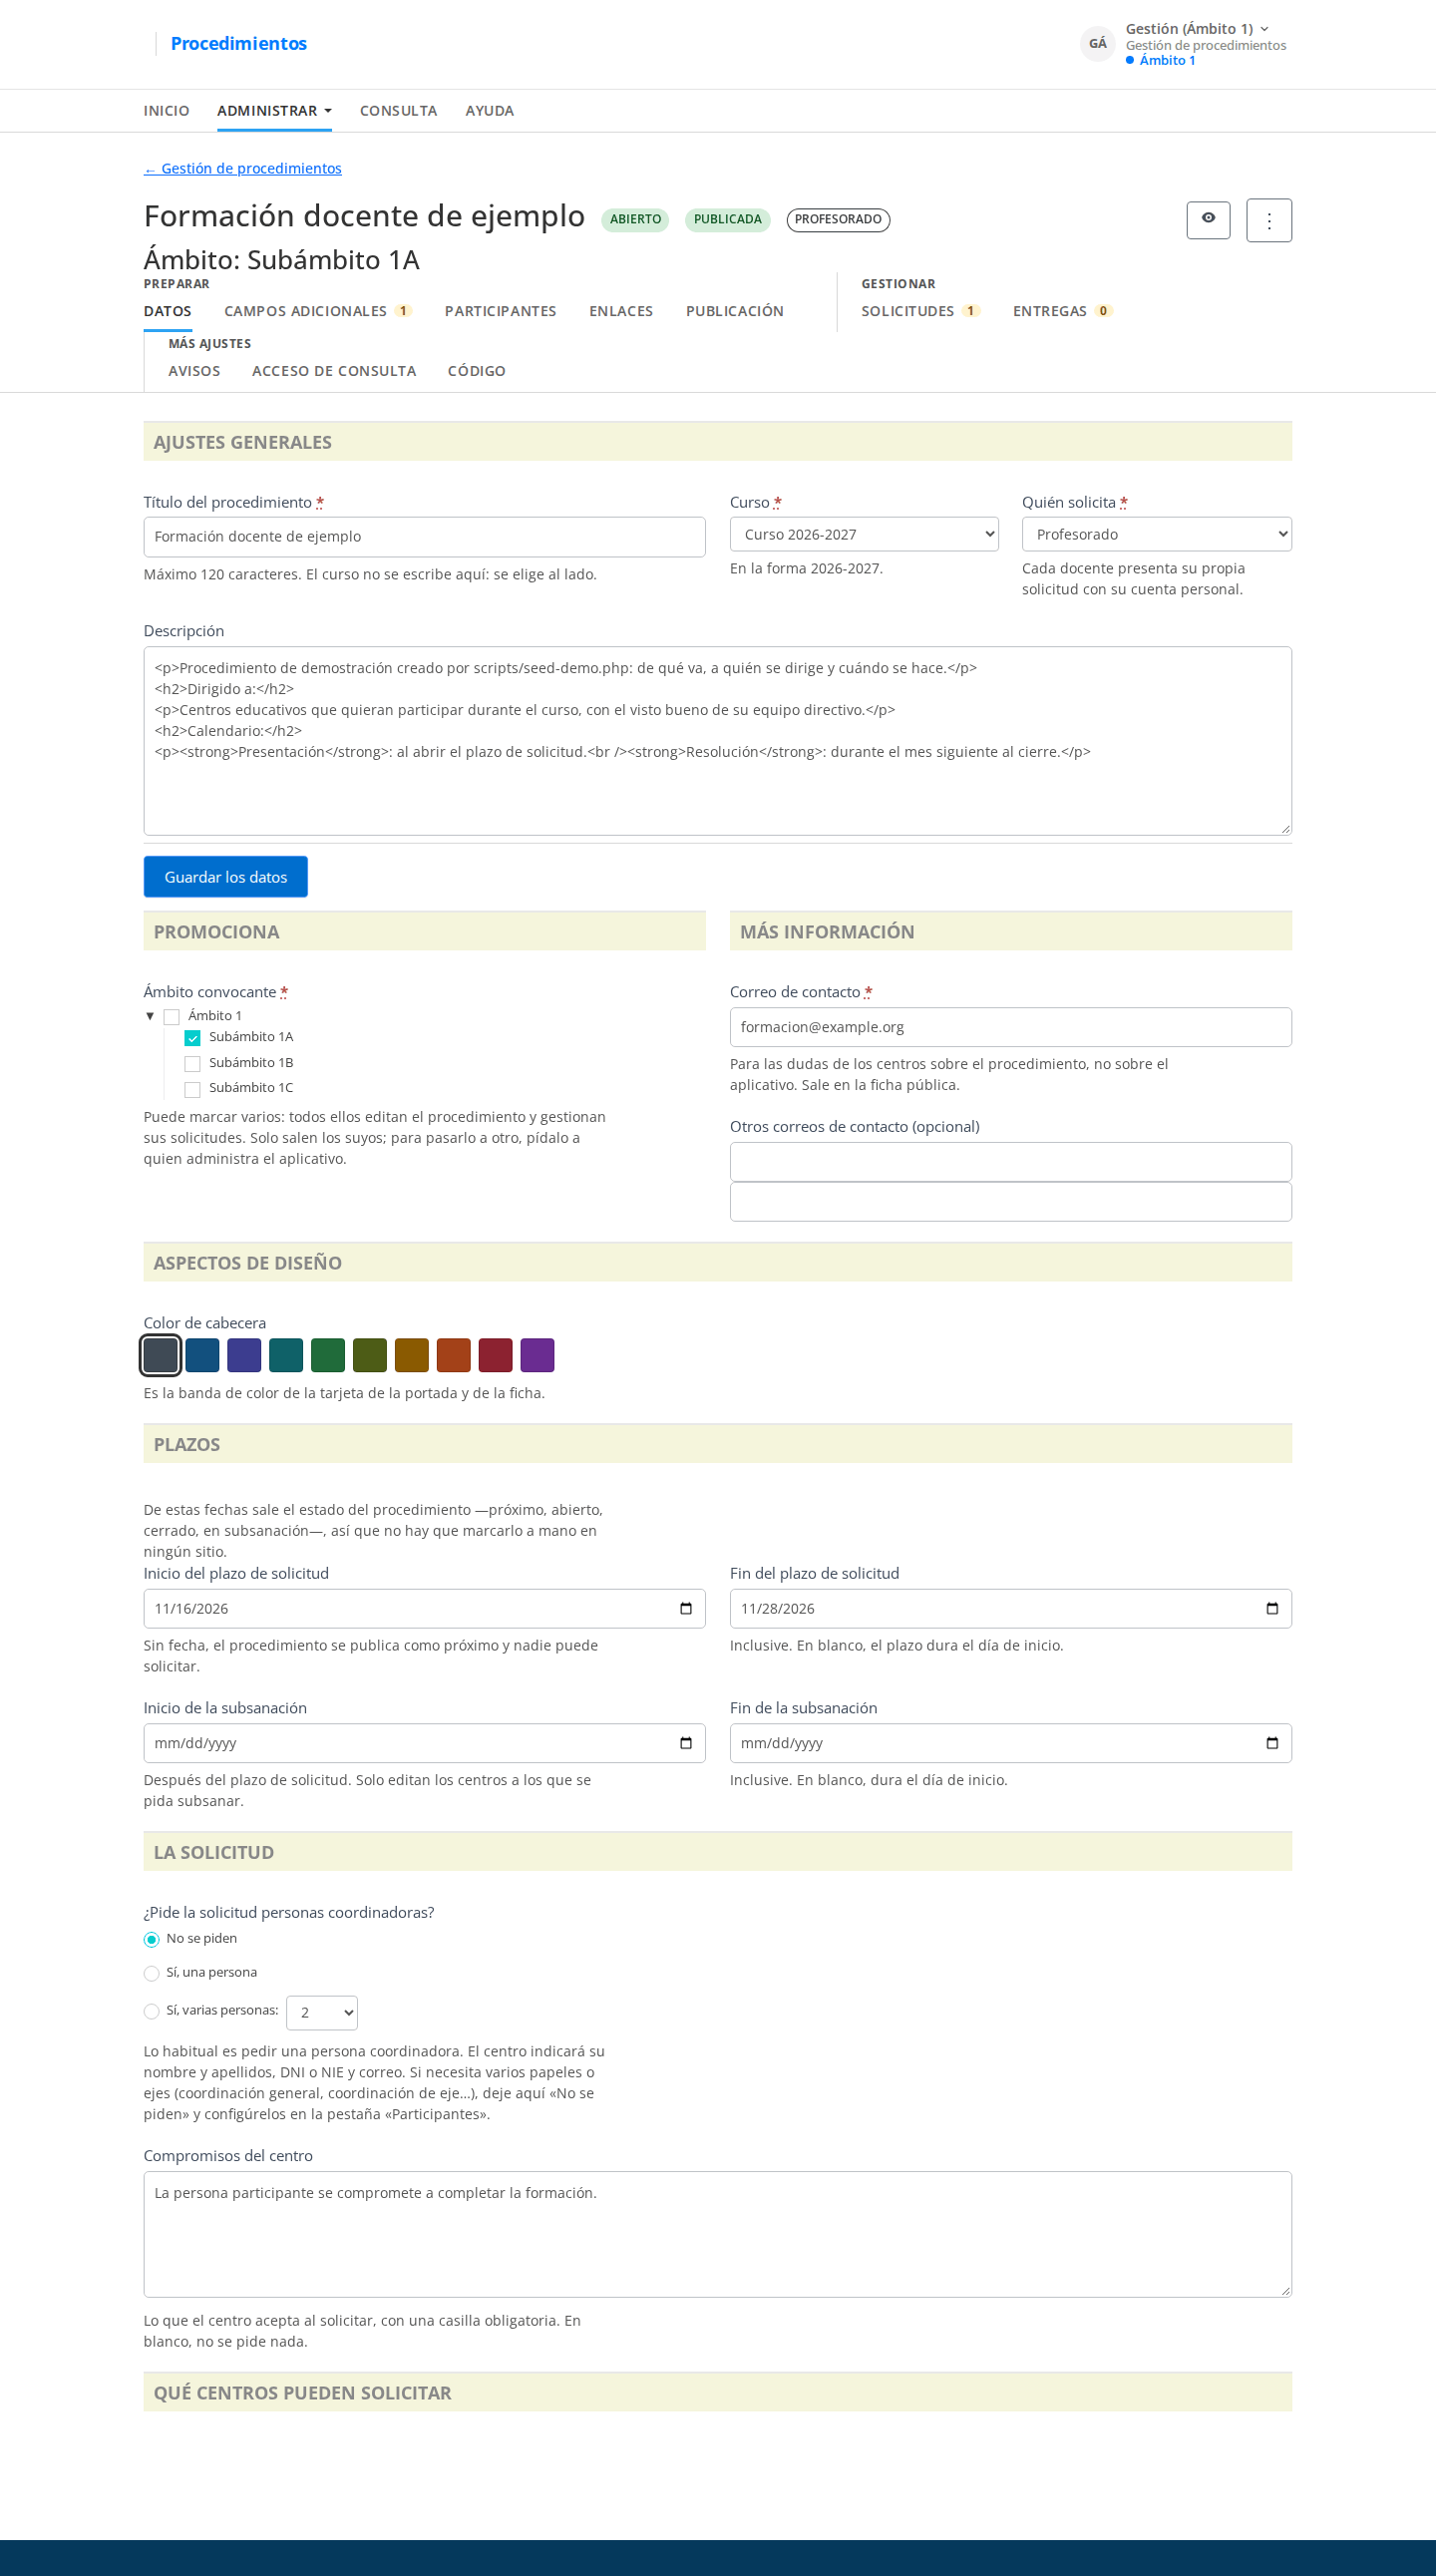 Procedimientos
GÁ
Gestión (Ámbito 1)
Gestión de procedimientos
Ámbito 1
INICIO ADMINISTRAR CONSULTA AYUDA
← Gestión de procedimientos
Formación docente de ejemplo ABIERTO PUBLICADA PROFESORADO
Ámbito: Subámbito 1A
PREPARAR
DATOS CAMPOS ADICIONALES 1 PARTICIPANTES ENLACES PUBLICACIÓN
GESTIONAR
SOLICITUDES 1 ENTREGAS 0
MÁS AJUSTES
AVISOS ACCESO DE CONSULTA CÓDIGO
AJUSTES GENERALES
Título del procedimiento *
Formación docente de ejemplo
Máximo 120 caracteres. El curso no se escribe aquí: se elige al lado.
Curso *
Curso 2026-2027
En la forma 2026-2027.
Quién solicita *
Profesorado
Cada docente presenta su propia
solicitud con su cuenta personal.
Descripción
<p>Procedimiento de demostración creado por scripts/seed-demo.php: de qué va, a quién se dirige y cuándo se hace.</p>
<h2>Dirigido a:</h2>
<p>Centros educativos que quieran participar durante el curso, con el visto bueno de su equipo directivo.</p>
<h2>Calendario:</h2>
<p><strong>Presentación</strong>: al abrir el plazo de solicitud.<br /><strong>Resolución</strong>: durante el mes siguiente al cierre.</p>
Guardar los datos
PROMOCIONA
Ámbito convocante *
▼ Ámbito 1
Subámbito 1A
Subámbito 1B
Subámbito 1C
Puede marcar varios: todos ellos editan el procedimiento y gestionan
sus solicitudes. Solo salen los suyos; para pasarlo a otro, pídalo a
quien administra el aplicativo.
MÁS INFORMACIÓN
Correo de contacto *
formacion@example.org
Para las dudas de los centros sobre el procedimiento, no sobre el
aplicativo. Sale en la ficha pública.
Otros correos de contacto (opcional)
ASPECTOS DE DISEÑO
Color de cabecera
Es la banda de color de la tarjeta de la portada y de la ficha.
PLAZOS
De estas fechas sale el estado del procedimiento —próximo, abierto,
cerrado, en subsanación—, así que no hay que marcarlo a mano en
ningún sitio.
Inicio del plazo de solicitud
11/16/2026
Sin fecha, el procedimiento se publica como próximo y nadie puede
solicitar.
Fin del plazo de solicitud
11/28/2026
Inclusive. En blanco, el plazo dura el día de inicio.
Inicio de la subsanación
mm/dd/yyyy
Después del plazo de solicitud. Solo editan los centros a los que se
pida subsanar.
Fin de la subsanación
mm/dd/yyyy
Inclusive. En blanco, dura el día de inicio.
LA SOLICITUD
¿Pide la solicitud personas coordinadoras?
No se piden
Sí, una persona
Sí, varias personas: 2
Lo habitual es pedir una persona coordinadora. El centro indicará su
nombre y apellidos, DNI o NIE y correo. Si necesita varios papeles o
ejes (coordinación general, coordinación de eje…), deje aquí «No se
piden» y configúrelos en la pestaña «Participantes».
Compromisos del centro
La persona participante se compromete a completar la formación.
Lo que el centro acepta al solicitar, con una casilla obligatoria. En
blanco, no se pide nada.
QUÉ CENTROS PUEDEN SOLICITAR